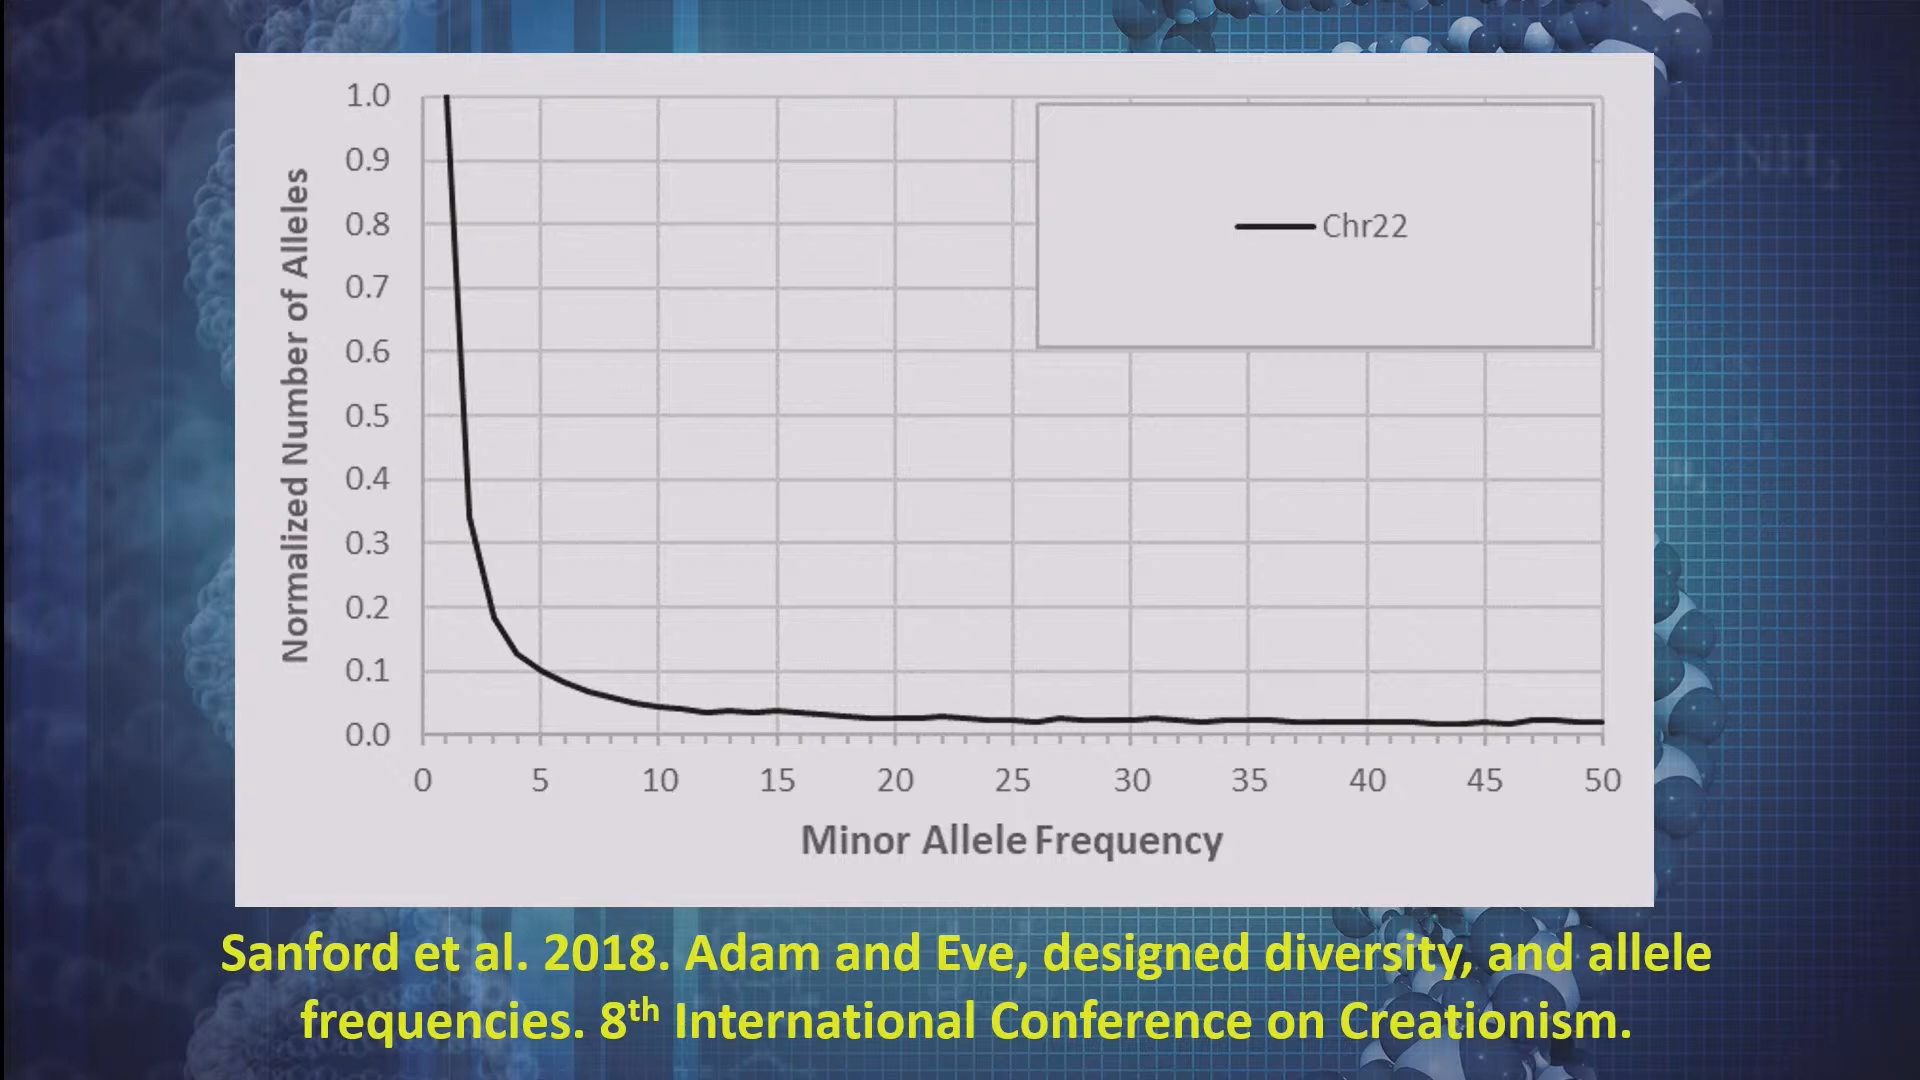 1.0
0.9
0.8
0.7
0.6
0.5
0.4
0.3
0.2
0.1
0.0
Normalized Number of Alleles
Chr22
NH2
0 5 10 15 20 25 30 35 40 45 50
Minor Allele Frequency
Sanford et al. 2018. Adam and Eve, designed diversity, and allele
frequencies. 8th International Conference on Creationism.